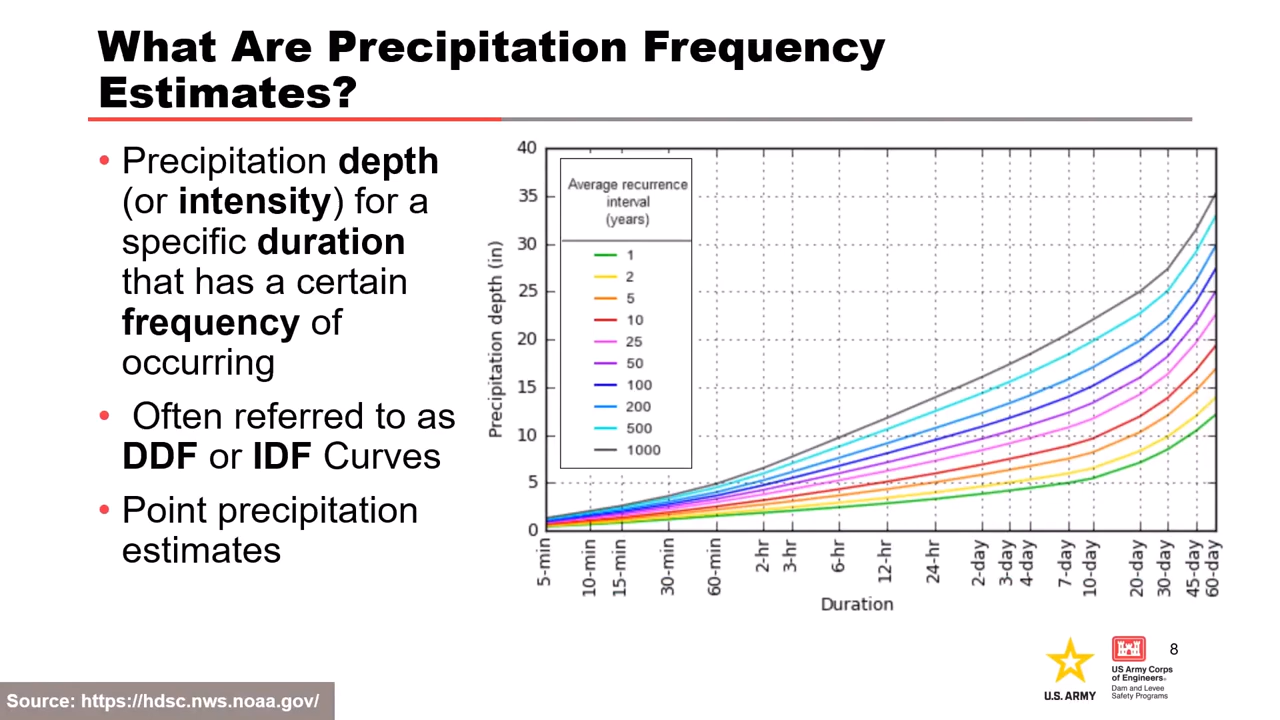 What Are Precipitation Frequency
Estimates?
• Precipitation depth
(or intensity) for a
specific duration
that has a certain
frequency of
occurring
• Often referred to as
DDF or IDF Curves
• Point precipitation
estimates
Precipitation depth (in)
40
35
30
25
20
15
10
5
0
Average recurrence
interval
(years)
1
2
5
10
25
50
100
200
500
1000
5-min
10-min
15-min
30-min
60-min
2-hr
3-hr
6-hr
12-hr
24-hr
2-day
3-day
4-day
7-day
10-day
20-day
30-day
45-day
60-day
Duration
U.S. ARMY
US Army Corps
of Engineers®
Dam and Levee
Safety Programs
8
Source: https://hdsc.nws.noaa.gov/